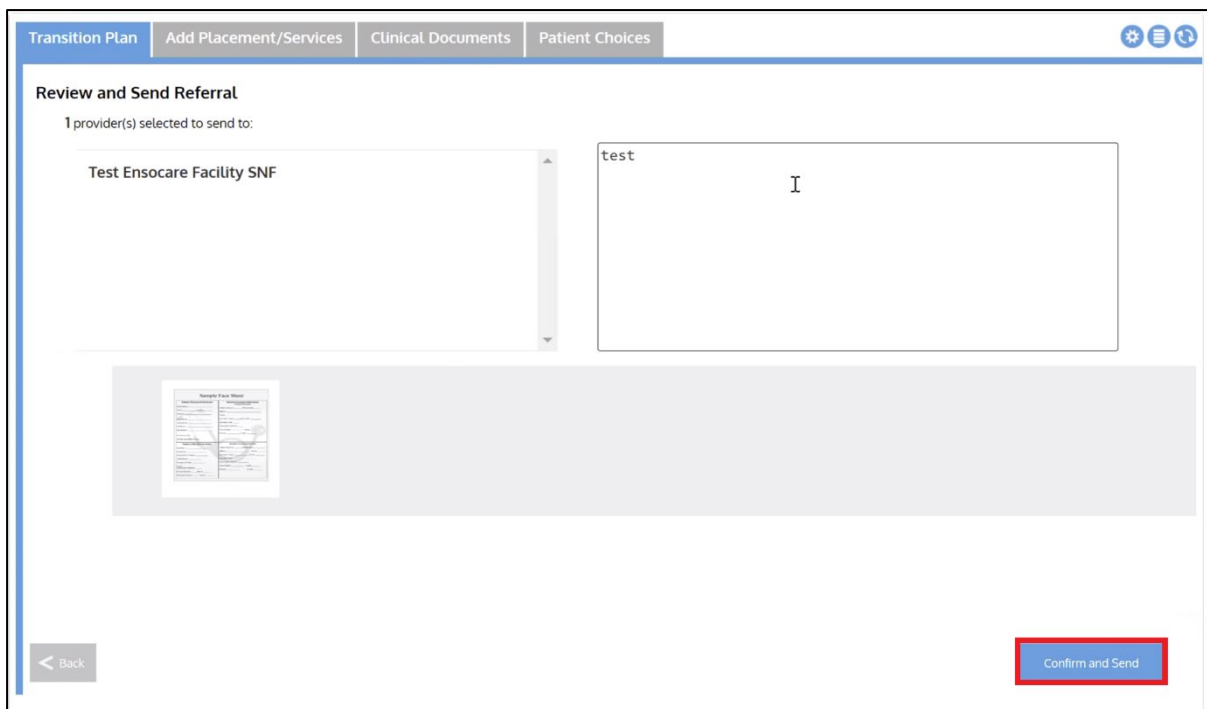 Transition Plan Add Placement/Services Clinical Documents Patient Choices
Review and Send Referral
1 provider(s) selected to send to:
Test Ensocare Facility SNF
test
Sample Face Sheet
< Back
Confirm and Send